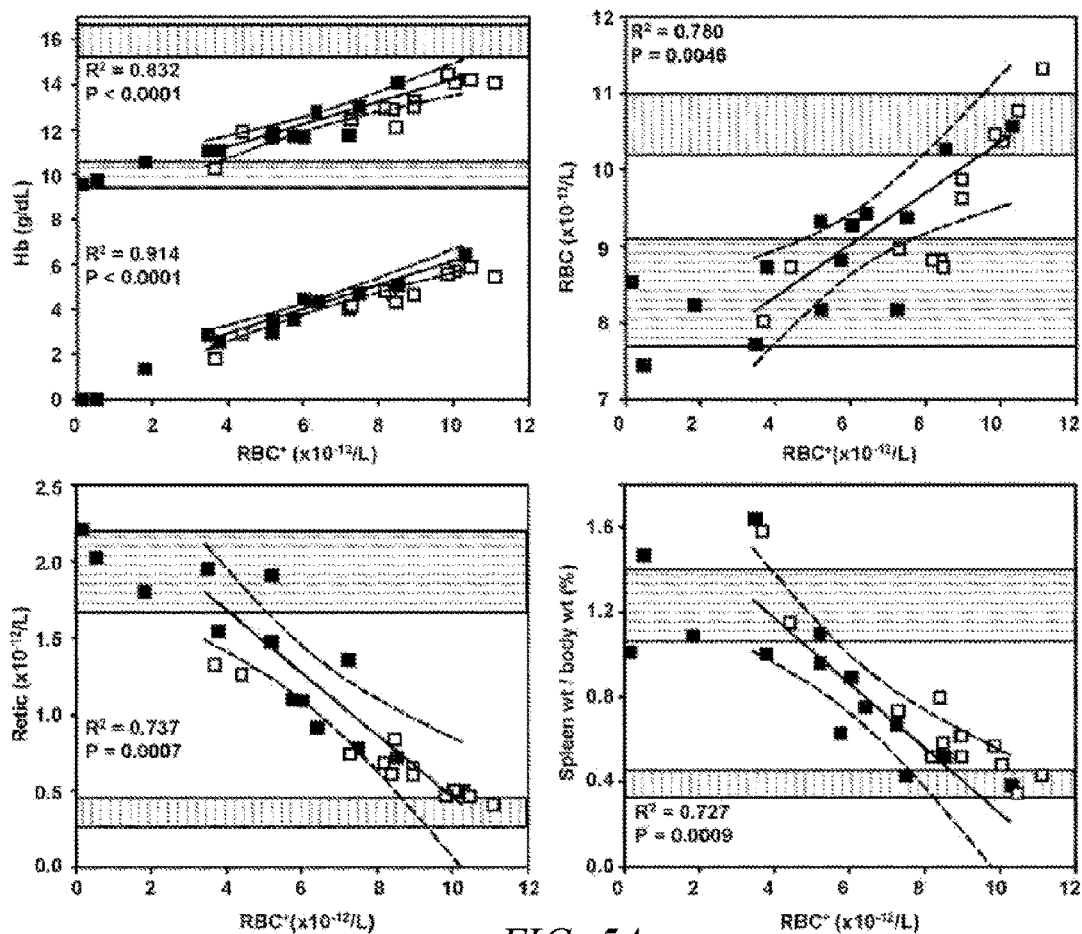 16
14
12
10
8
6
4
2
0
Hb (g/dL)
R² = 0.832
P < 0.0001
R² = 0.914
P < 0.0001
0 2 4 6 8 10 12
RBC⁺ (x10⁻¹²/L)
12
11
10
9
8
7
RBC (x10⁻¹²/L)
R² = 0.780
P = 0.0046
0 2 4 6 8 10 12
RBC⁺(x10⁻¹²/L)
2.5
2.0
1.5
1.0
0.5
0.0
Retic (x10⁻¹²/L)
R² = 0.737
P = 0.0007
0 2 4 6 8 10 12
RBC⁺(x10⁻¹²/L)
1.6
1.2
0.8
0.4
0.0
Spleen wt / body wt (%)
R² = 0.727
P = 0.0009
0 2 4 6 8 10 12
RBC⁺ (x10⁻¹²/L)